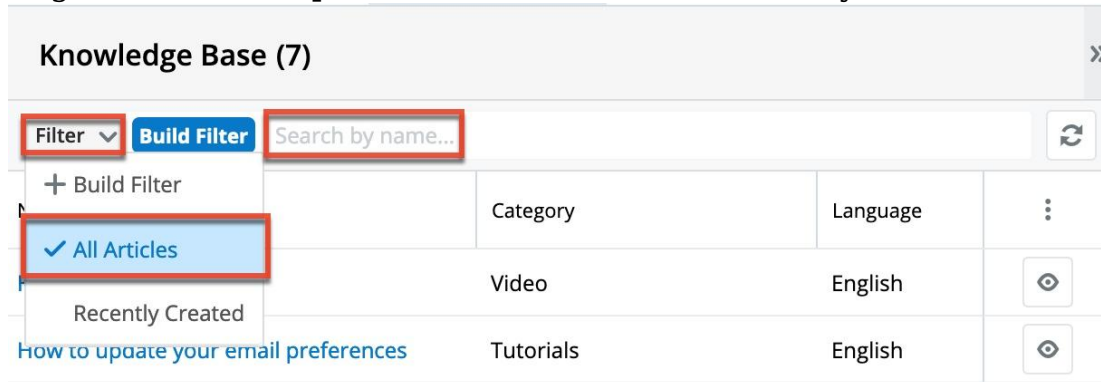 Knowledge Base (7)
Filter Build Filter Search by name...
+ Build Filter
Category Language
All Articles
Video English
Recently Created
How to update your email preferences Tutorials English